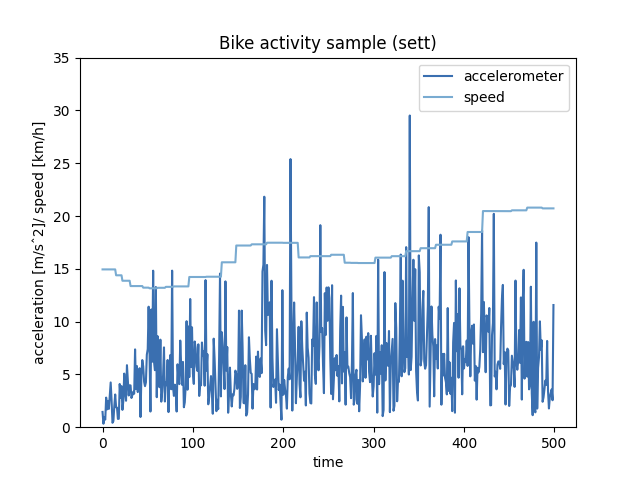 Bike activity sample (sett)
accelerometer
speed
acceleration [m/s^2]/ speed [km/h]
35
30
25
20
15
10
5
0
0 100 200 300 400 500
time